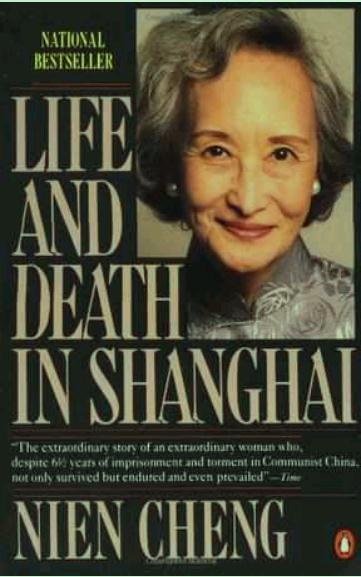 NATIONAL
BESTSELLER
LIFE
AND
DEATH
IN SHANGHAI
"The extraordinary story of an extraordinary woman who,
despite 6½ years of imprisonment and torment in Communist China,
not only survived but endured and even prevailed"—Time
NIEN CHENG